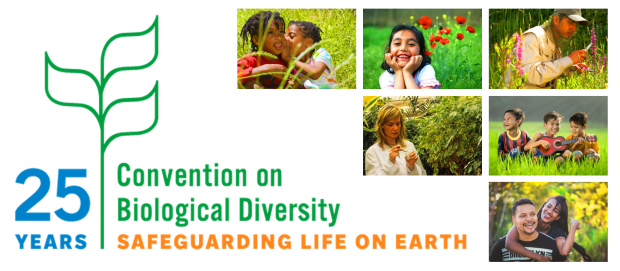 25
YEARS
Convention on
Biological Diversity
SAFEGUARDING LIFE ON EARTH